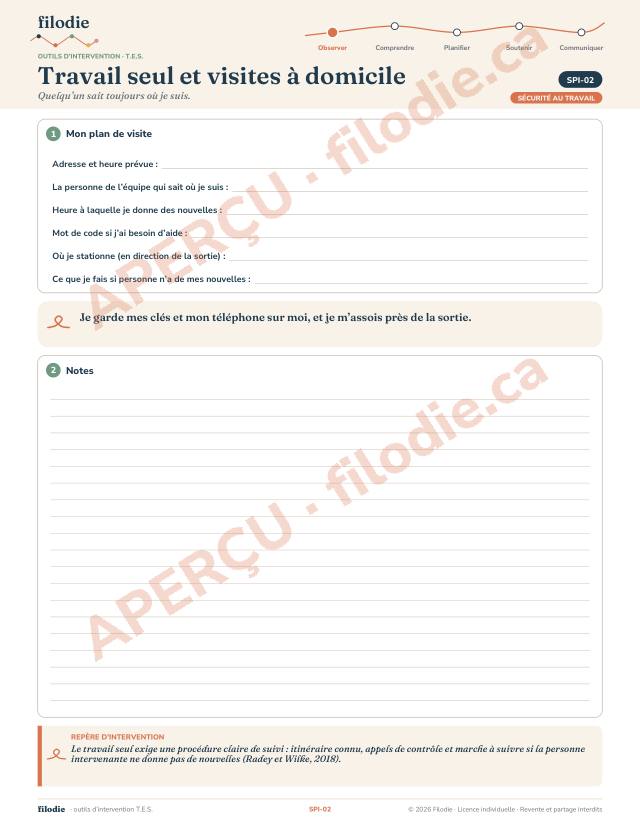 filodie
OUTILS D'INTERVENTION · T.E.S.
Observer Comprendre Planifier Soutenir Communiquer
Travail seul et visites à domicile
Quelqu'un sait toujours où je suis.
SPI-02
SÉCURITÉ AU TRAVAIL
1 Mon plan de visite
Adresse et heure prévue :
La personne de l'équipe qui sait où je suis :
Heure à laquelle je donne des nouvelles :
Mot de code si j'ai besoin d'aide :
Où je stationne (en direction de la sortie) :
Ce que je fais si personne n'a de mes nouvelles :
APERÇU · filodie.ca
Je garde mes clés et mon téléphone sur moi, et je m'assois près de la sortie.
2 Notes
APERÇU · filodie.ca
REPÈRE D'INTERVENTION
Le travail seul exige une procédure claire de suivi : itinéraire connu, appels de contrôle et marche à suivre si la personne
intervenante ne donne pas de nouvelles (Radey et Wilke, 2018).
filodie · outils d'intervention T.E.S. SPI-02 © 2026 Filodie · Licence individuelle · Revente et partage interdits